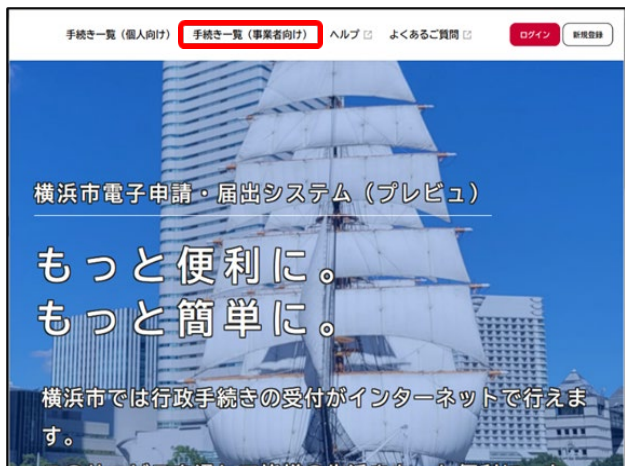 手続き一覧（個人向け） 手続き一覧（事業者向け） ヘルプ よくあるご質問 ログイン 新規登録
横浜市電子申請・届出システム（プレビュ）
もっと便利に。
もっと簡単に。
横浜市では行政手続きの受付がインターネットで行えま
す。